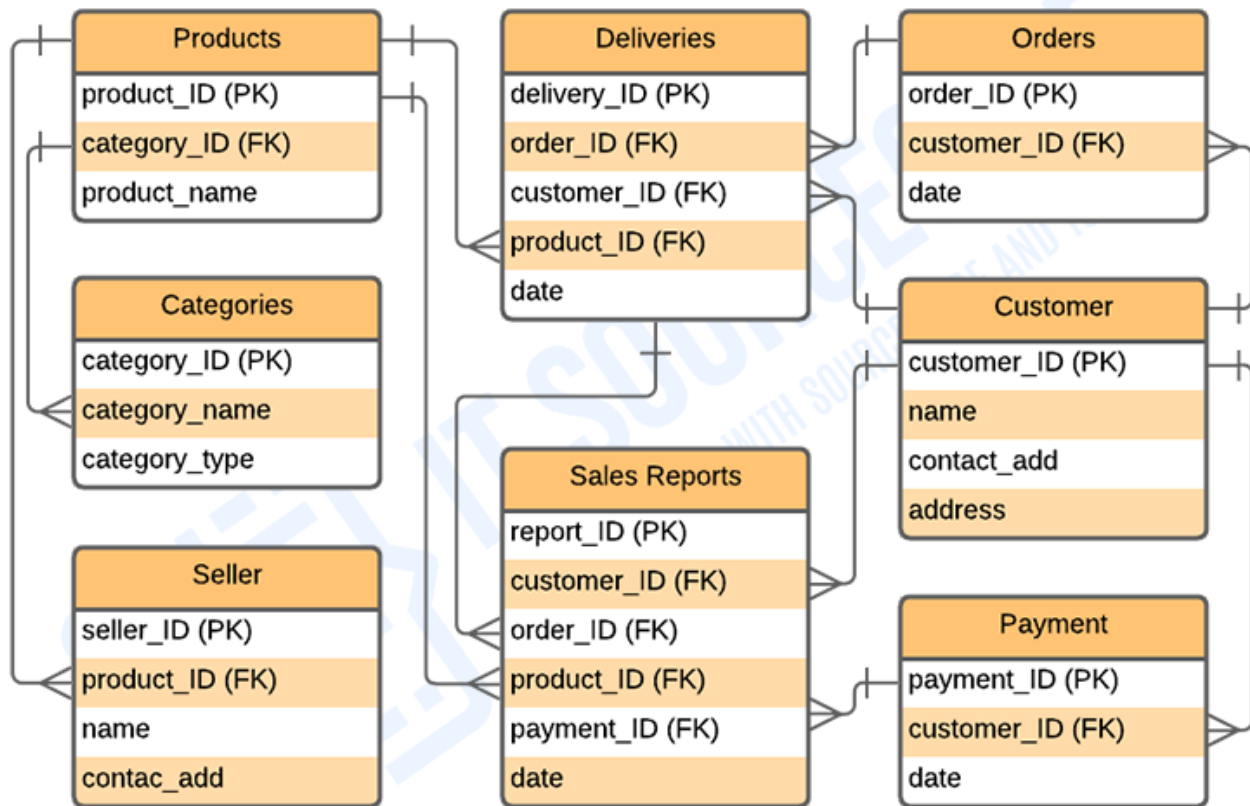 Products
product_ID (PK)
category_ID (FK)
product_name
Categories
category_ID (PK)
category_name
category_type
Seller
seller_ID (PK)
product_ID (FK)
name
contac_add
Deliveries
delivery_ID (PK)
order_ID (FK)
customer_ID (FK)
product_ID (FK)
date
Sales Reports
report_ID (PK)
customer_ID (FK)
order_ID (FK)
product_ID (FK)
payment_ID (FK)
date
Orders
order_ID (PK)
customer_ID (FK)
date
Customer
customer_ID (PK)
name
contact_add
address
Payment
payment_ID (PK)
customer_ID (FK)
date
IT SOURCE
WITH